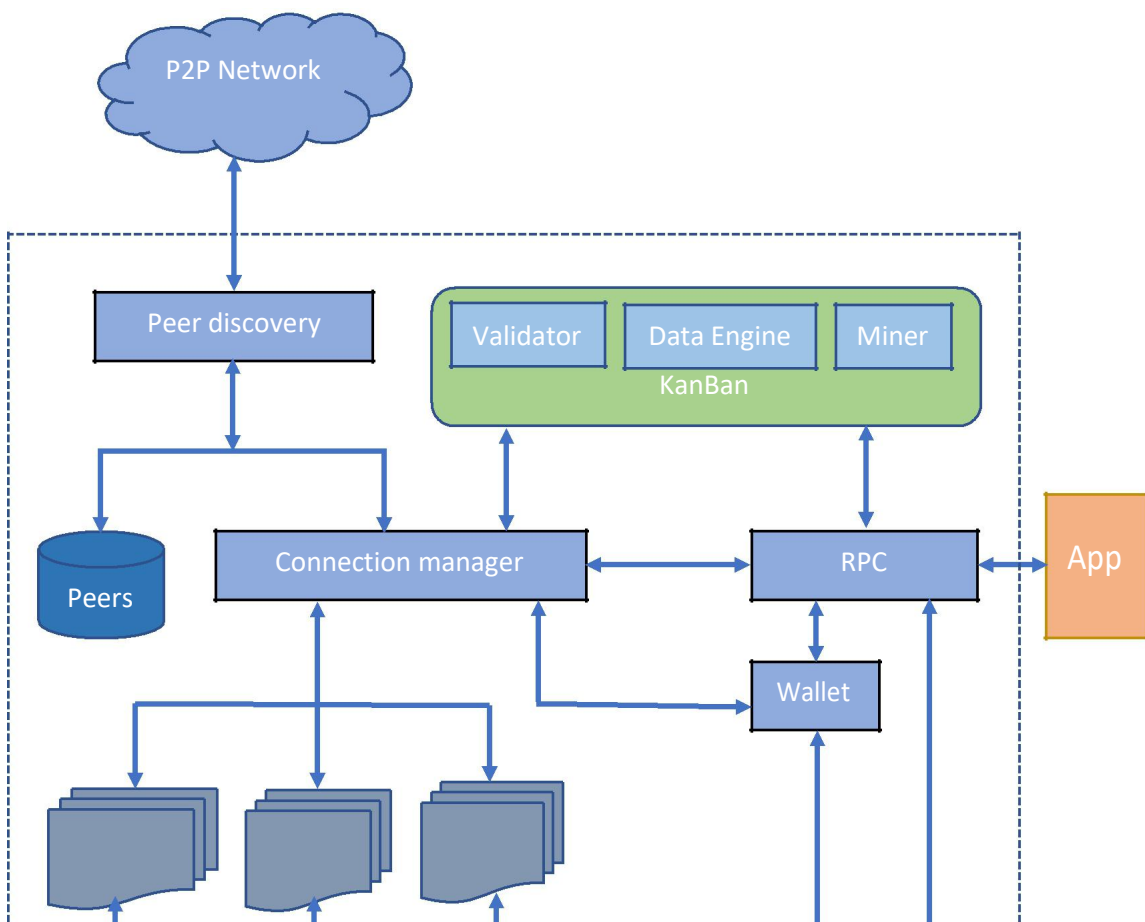 P2P Network
Peer discovery
Validator
Data Engine
Miner
KanBan
Peers
Connection manager
RPC
App
Wallet